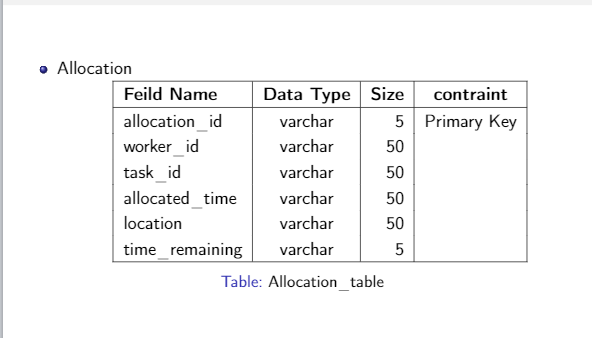 Allocation
Feild Name Data Type Size contraint
allocation_id varchar 5 Primary Key
worker_id varchar 50
task_id varchar 50
allocated_time varchar 50
location varchar 50
time_remaining varchar 5
Table: Allocation_table